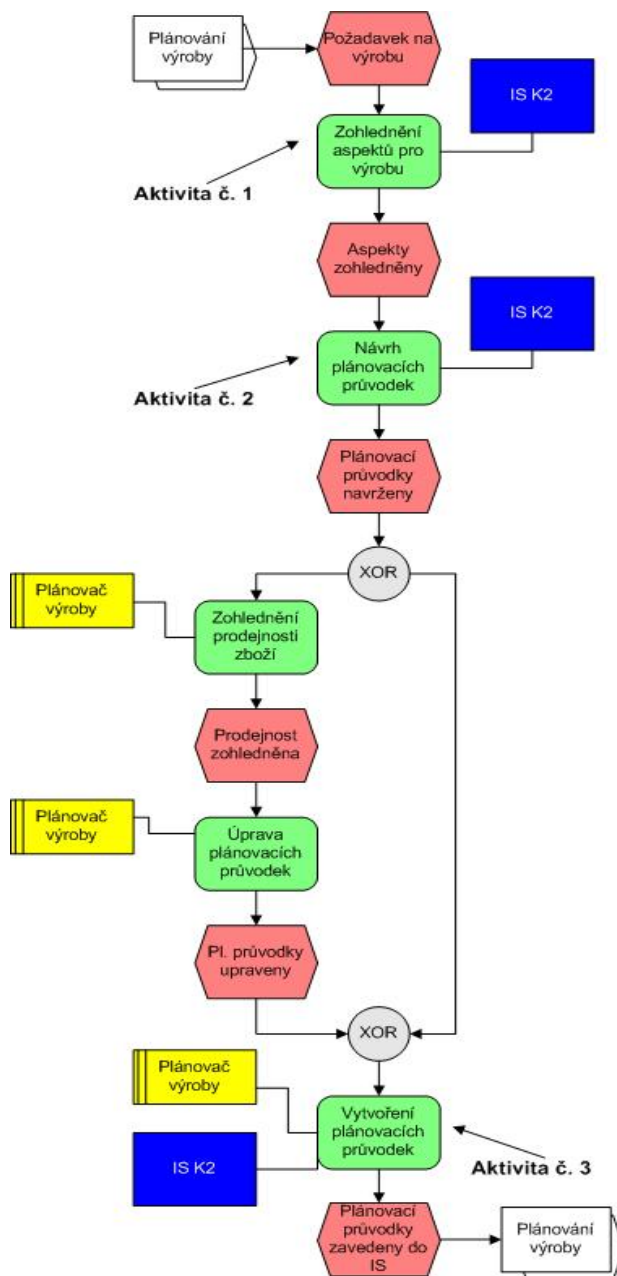 Plánování
výroby
Požadavek na
výrobu
IS K2
Zohlednění
aspektů pro
výrobu
Aktivita č. 1
Aspekty
zohledněny
IS K2
Návrh
plánovacích
průvodek
Aktivita č. 2
Plánovací
průvodky
navrženy
XOR
Plánovač
výroby
Zohlednění
prodejnosti
zboží
Prodejnost
zohledněna
Plánovač
výroby
Úprava
plánovacích
průvodek
Pl. průvodky
upraveny
XOR
Plánovač
výroby
Vytvoření
plánovacích
průvodek
IS K2
Aktivita č. 3
Plánovací
průvodky
zavedeny do
IS
Plánování
výroby